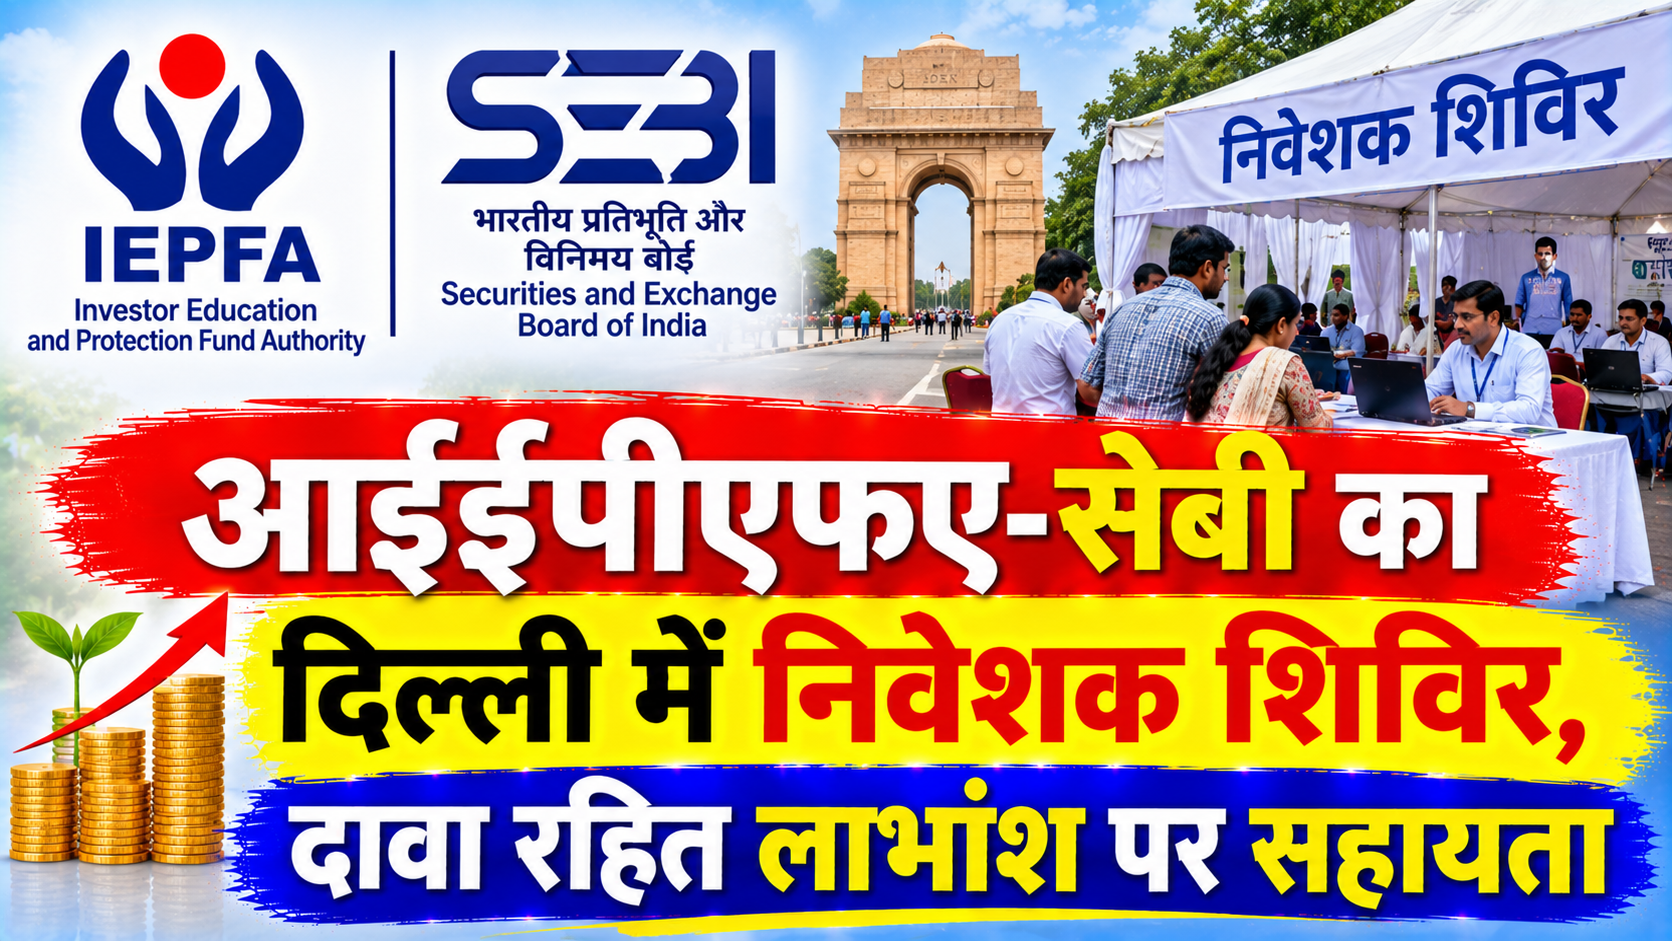 IEPFA
Investor Education
and Protection Fund Authority
SEBI
भारतीय प्रतिभूति और
विनिमय बोर्ड
Securities and Exchange
Board of India
निवेशक शिविर
आईईपीएफए-सेबी का
दिल्ली में निवेशक शिविर,
दावा रहित लाभांश पर सहायता